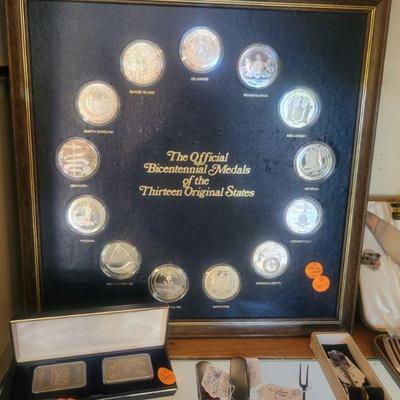 DELAWARE
PENNSYLVANIA
NEW JERSEY
GEORGIA
CONNECTICUT
MASSACHUSETTS
MARYLAND
NEW HAMPSHIRE
VIRGINIA
NEW YORK
NORTH CAROLINA
RHODE ISLAND
The Official
Bicentennial Medals
of the
Thirteen Original States